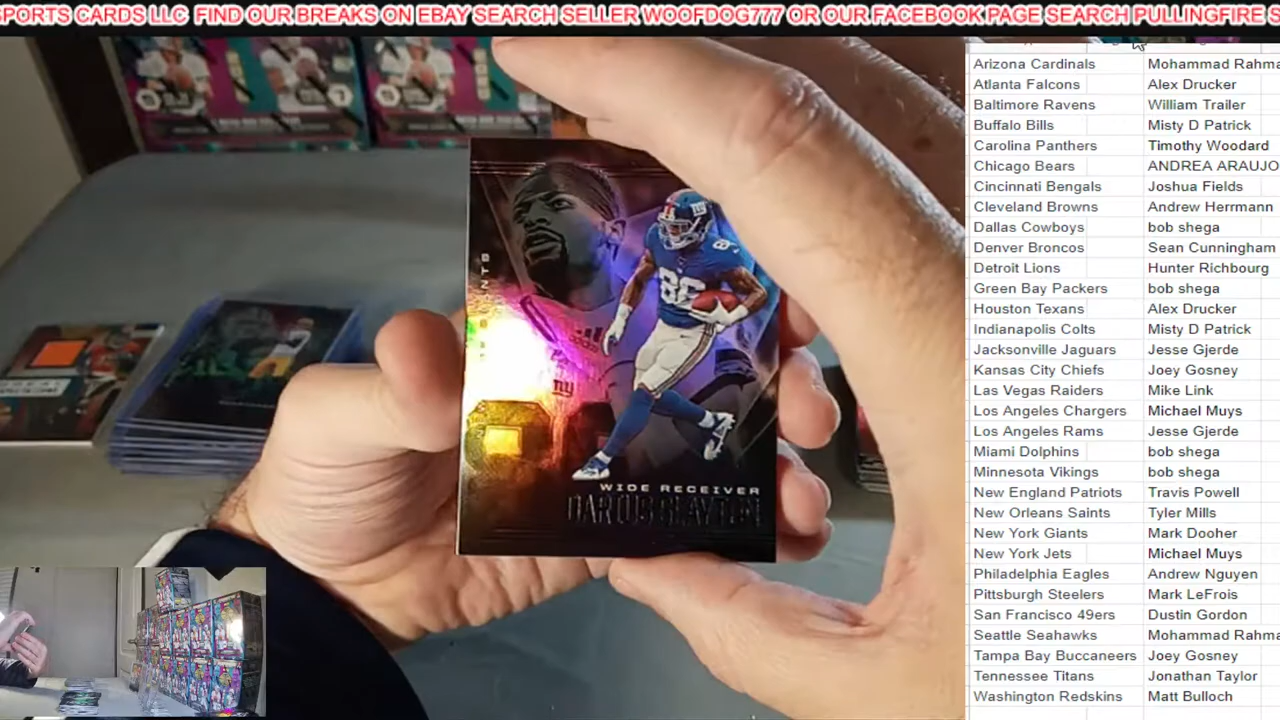 SPORTS CARDS LLC FIND OUR BREAKS ON EBAY SEARCH SELLER WOOFDOG777 OR OUR FACEBOOK PAGE SEARCH PULLINGFIRE S
Arizona Cardinals Mohammad Rahma
Atlanta Falcons Alex Drucker
Baltimore Ravens William Trailer
Buffalo Bills Misty D Patrick
Carolina Panthers Timothy Woodard
Chicago Bears ANDREA ARAUJO
Cincinnati Bengals Joshua Fields
Cleveland Browns Andrew Herrmann
Dallas Cowboys bob shega
Denver Broncos Sean Cunningham
Detroit Lions Hunter Richbourg
Green Bay Packers bob shega
Houston Texans Alex Drucker
Indianapolis Colts Misty D Patrick
Jacksonville Jaguars Jesse Gjerde
Kansas City Chiefs Joey Gosney
Las Vegas Raiders Mike Link
Los Angeles Chargers Michael Muys
Los Angeles Rams Jesse Gjerde
Miami Dolphins bob shega
Minnesota Vikings bob shega
New England Patriots Travis Powell
New Orleans Saints Tyler Mills
New York Giants Mark Dooher
New York Jets Michael Muys
Philadelphia Eagles Andrew Nguyen
Pittsburgh Steelers Mark LeFrois
San Francisco 49ers Dustin Gordon
Seattle Seahawks Mohammad Rahma
Tampa Bay Buccaneers Joey Gosney
Tennessee Titans Jonathan Taylor
Washington Redskins Matt Bulloch
86
adidas
ny
WIDE RECEIVER
DARIUS SLAYTON